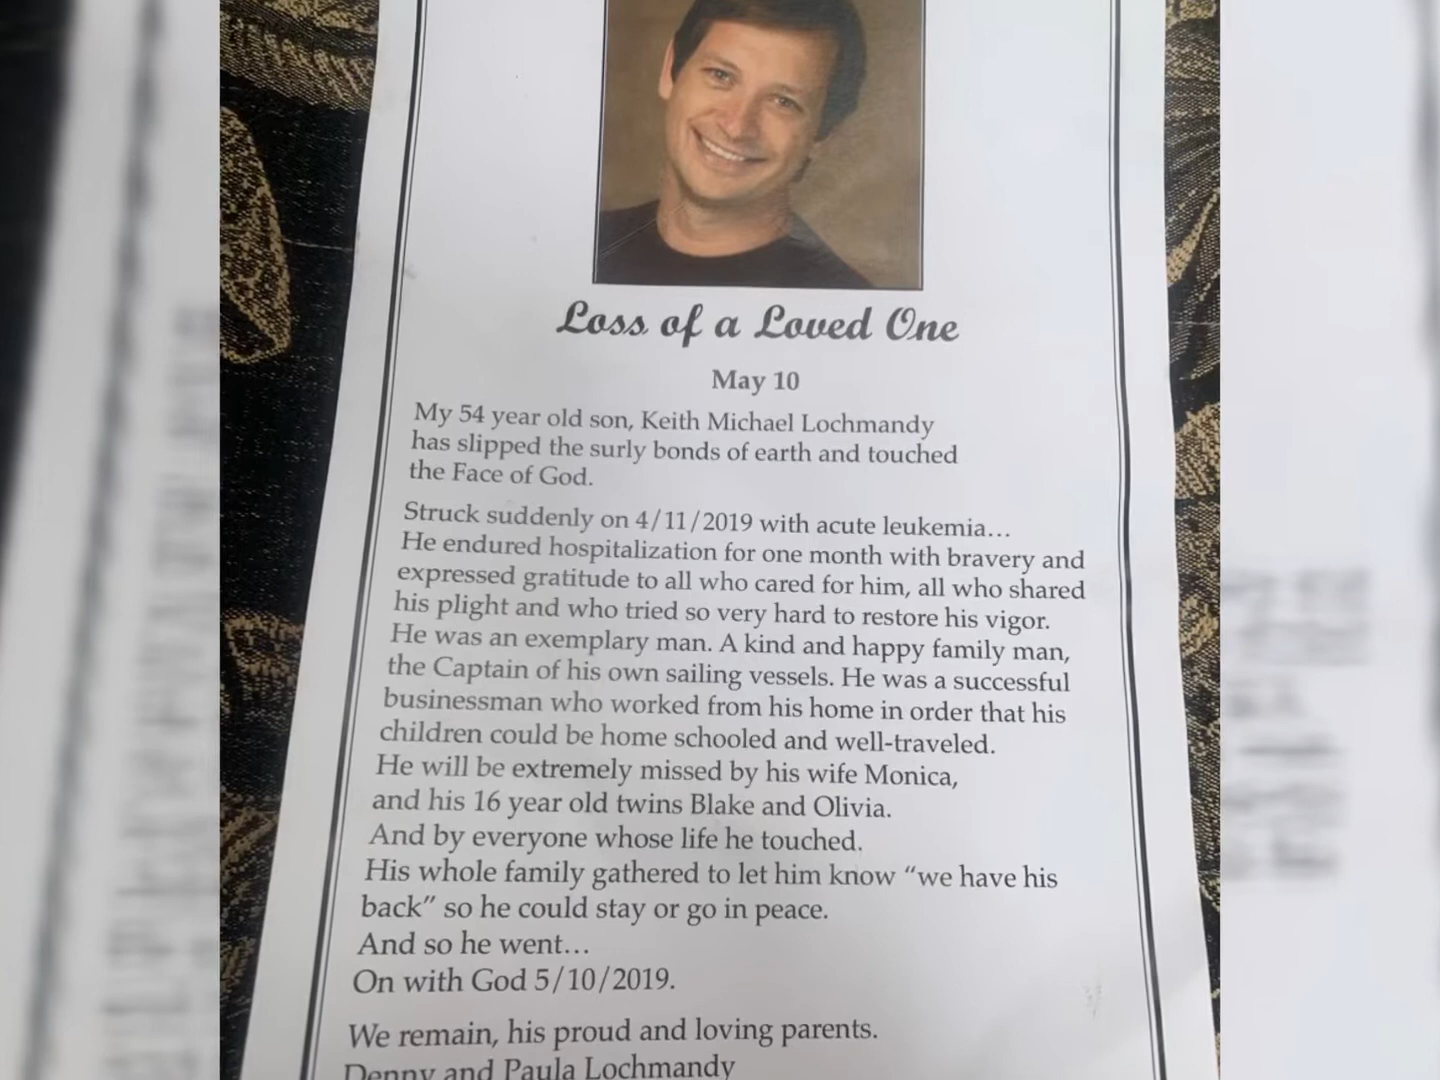 Loss of a Loved One
May 10
My 54 year old son, Keith Michael Lochmandy
has slipped the surly bonds of earth and touched
the Face of God.
Struck suddenly on 4/11/2019 with acute leukemia...
He endured hospitalization for one month with bravery and
expressed gratitude to all who cared for him, all who shared
his plight and who tried so very hard to restore his vigor.
He was an exemplary man. A kind and happy family man,
the Captain of his own sailing vessels. He was a successful
businessman who worked from his home in order that his
children could be home schooled and well-traveled.
He will be extremely missed by his wife Monica,
and his 16 year old twins Blake and Olivia.
And by everyone whose life he touched.
His whole family gathered to let him know “we have his
back” so he could stay or go in peace.
And so he went...
On with God 5/10/2019.
We remain, his proud and loving parents.
Denny and Paula Lochmandy